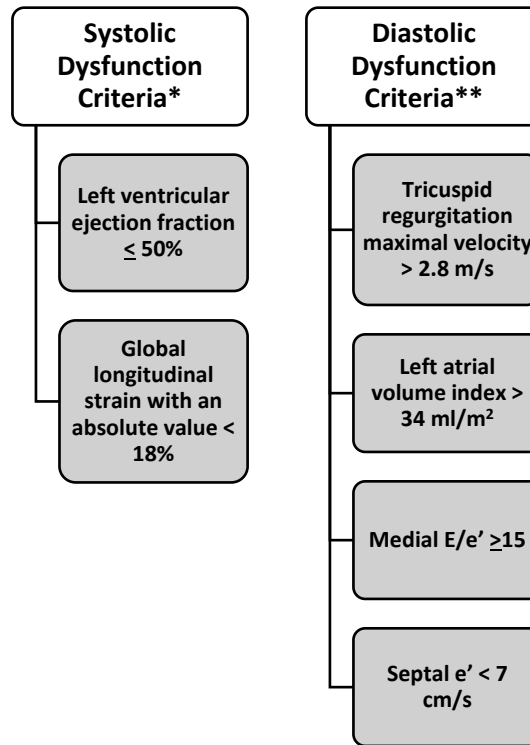 Systolic
Dysfunction
Criteria*
Left ventricular
ejection fraction
≤ 50%
Global
longitudinal
strain with an
absolute value <
18%
Diastolic
Dysfunction
Criteria**
Tricuspid
regurgitation
maximal velocity
> 2.8 m/s
Left atrial
volume index >
34 ml/m²
Medial E/e' ≥15
Septal e' < 7
cm/s